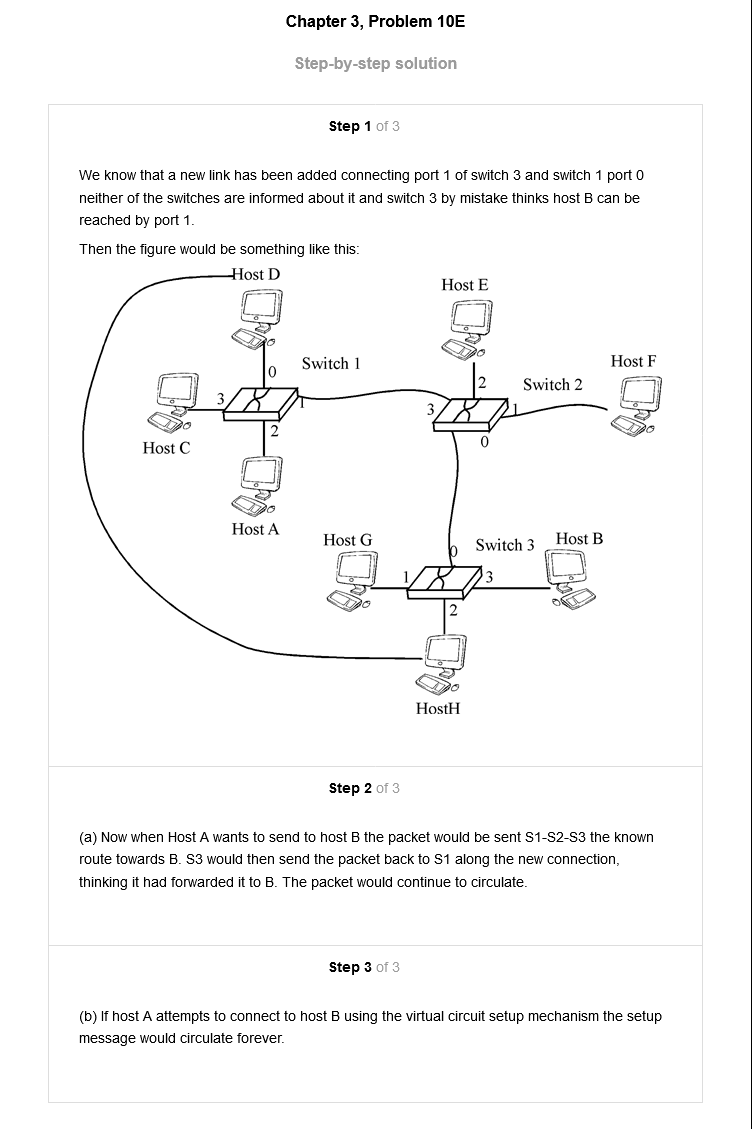 Chapter 3, Problem 10E
Step-by-step solution
Step 1 of 3
We know that a new link has been added connecting port 1 of switch 3 and switch 1 port 0
neither of the switches are informed about it and switch 3 by mistake thinks host B can be
reached by port 1.
Then the figure would be something like this:
Host D
Host E
Switch 1
0
Host F
2
Switch 2
3
1
3
1
2
0
Host C
Host A
Host G
0
Switch 3
Host B
1
3
2
HostH
Step 2 of 3
(a) Now when Host A wants to send to host B the packet would be sent S1-S2-S3 the known
route towards B. S3 would then send the packet back to S1 along the new connection,
thinking it had forwarded it to B. The packet would continue to circulate.
Step 3 of 3
(b) If host A attempts to connect to host B using the virtual circuit setup mechanism the setup
message would circulate forever.